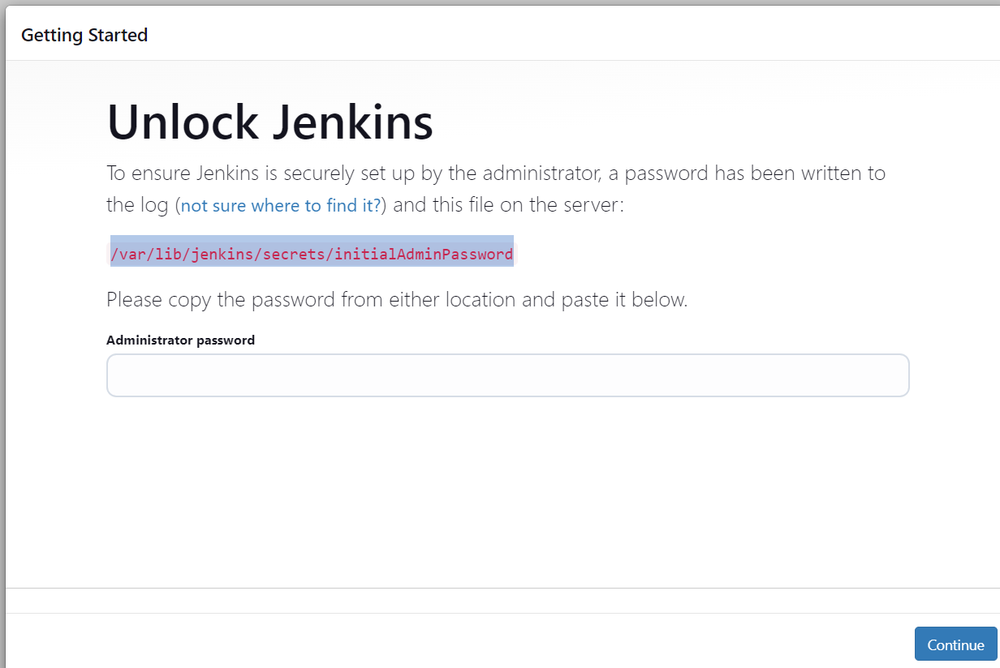 Getting Started
Unlock Jenkins
To ensure Jenkins is securely set up by the administrator, a password has been written to
the log (not sure where to find it?) and this file on the server:
/var/lib/jenkins/secrets/initialAdminPassword
Please copy the password from either location and paste it below.
Administrator password
Continue